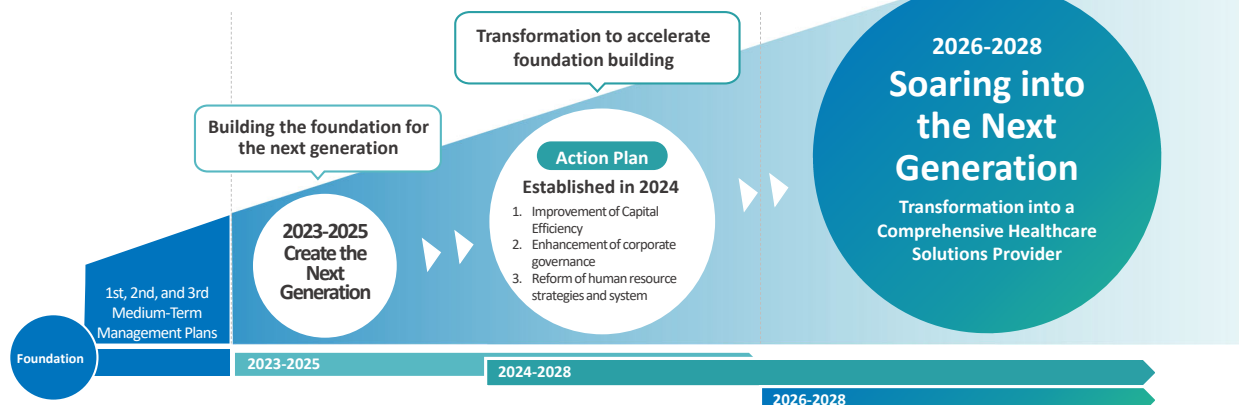 Foundation
1st, 2nd, and 3rd
Medium-Term
Management Plans
Building the foundation for
the next generation
2023-2025
Create the
Next
Generation
Transformation to accelerate
foundation building
Action Plan
Established in 2024
1. Improvement of Capital
Efficiency
2. Enhancement of corporate
governance
3. Reform of human resource
strategies and system
2026-2028
Soaring into
the Next
Generation
Transformation into a
Comprehensive Healthcare
Solutions Provider
2023-2025
2024-2028
2026-2028